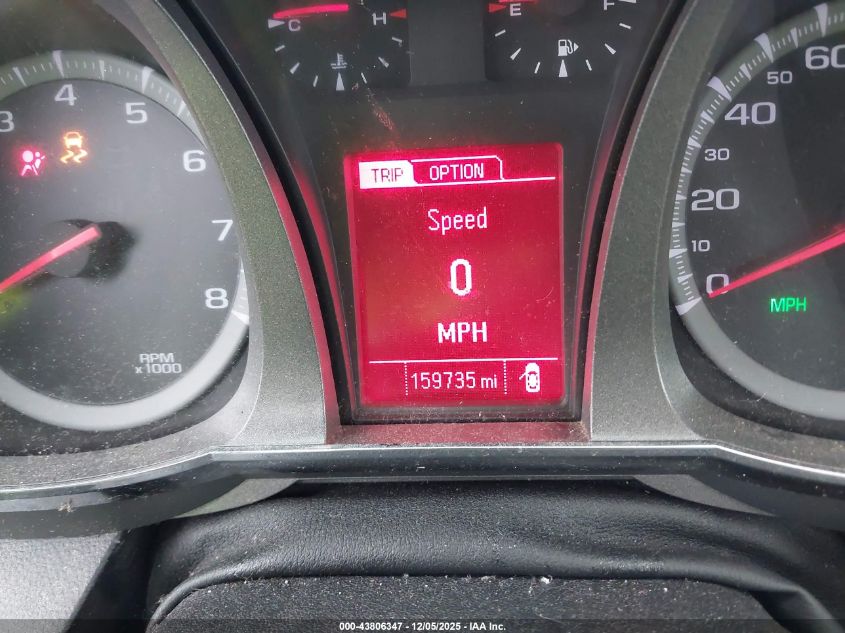 C H
E F
3 4 5 6 7 8
RPM
x1000
TRIP OPTION
Speed
0
MPH
159735 mi
0 10 20 30 40 50 60
MPH
000-43806347 - 12/05/2025 - IAA Inc.